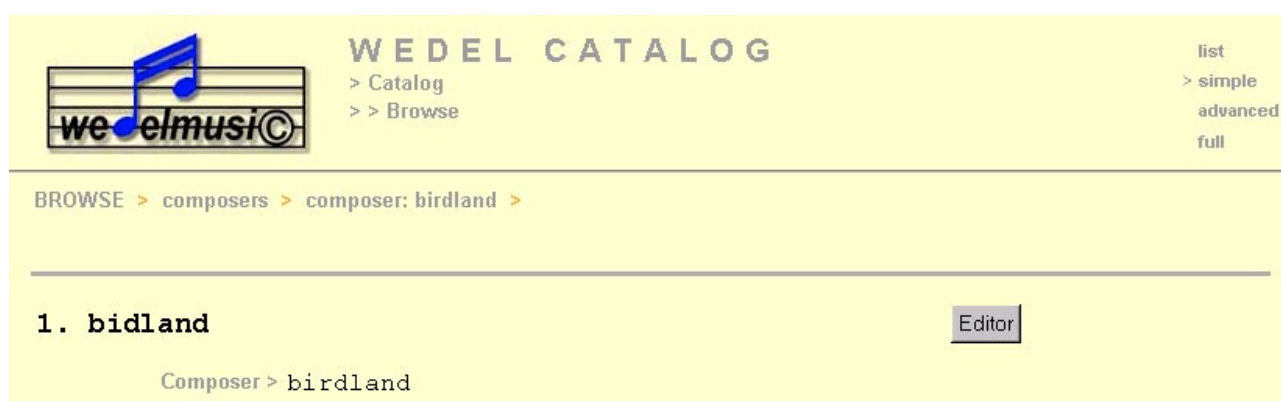 wedelmusic©
WEDEL CATALOG
> Catalog
> > Browse
list
> simple
advanced
full
BROWSE > composers > composer: birdland >
1. bidland
Editor
Composer > birdland